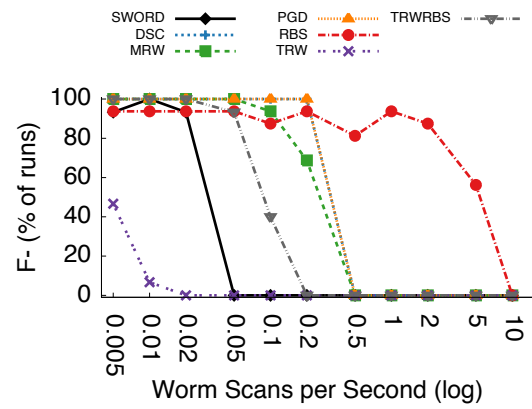 SWORD PGD TRWRBS
DSC RBS
MRW TRW
F- (% of runs)
100
80
60
40
20
0
0.005 0.01 0.02 0.05 0.1 0.2 0.5 1 2 5 10
Worm Scans per Second (log)